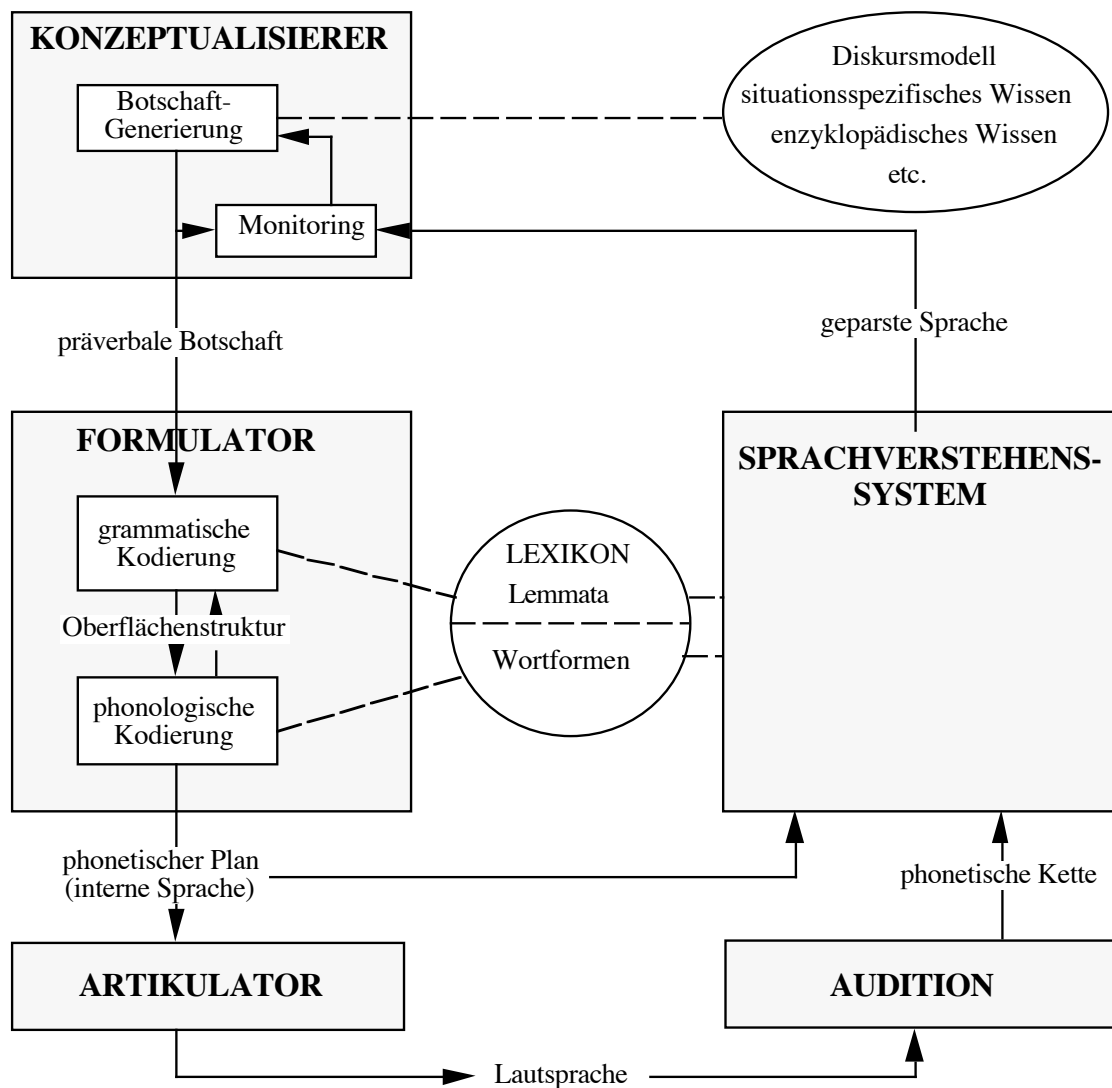 KONZEPTUALISIERER
Botschaft-
Generierung
Monitoring
Diskursmodell
situationsspezifisches Wissen
enzyklopädisches Wissen
etc.
präverbale Botschaft
geparste Sprache
FORMULATOR
grammatische
Kodierung
Oberflächenstruktur
phonologische
Kodierung
LEXIKON
Lemmata
Wortformen
SPRACHVERSTEHENS-
SYSTEM
phonetischer Plan
(interne Sprache)
phonetische Kette
ARTIKULATOR
AUDITION
Lautsprache